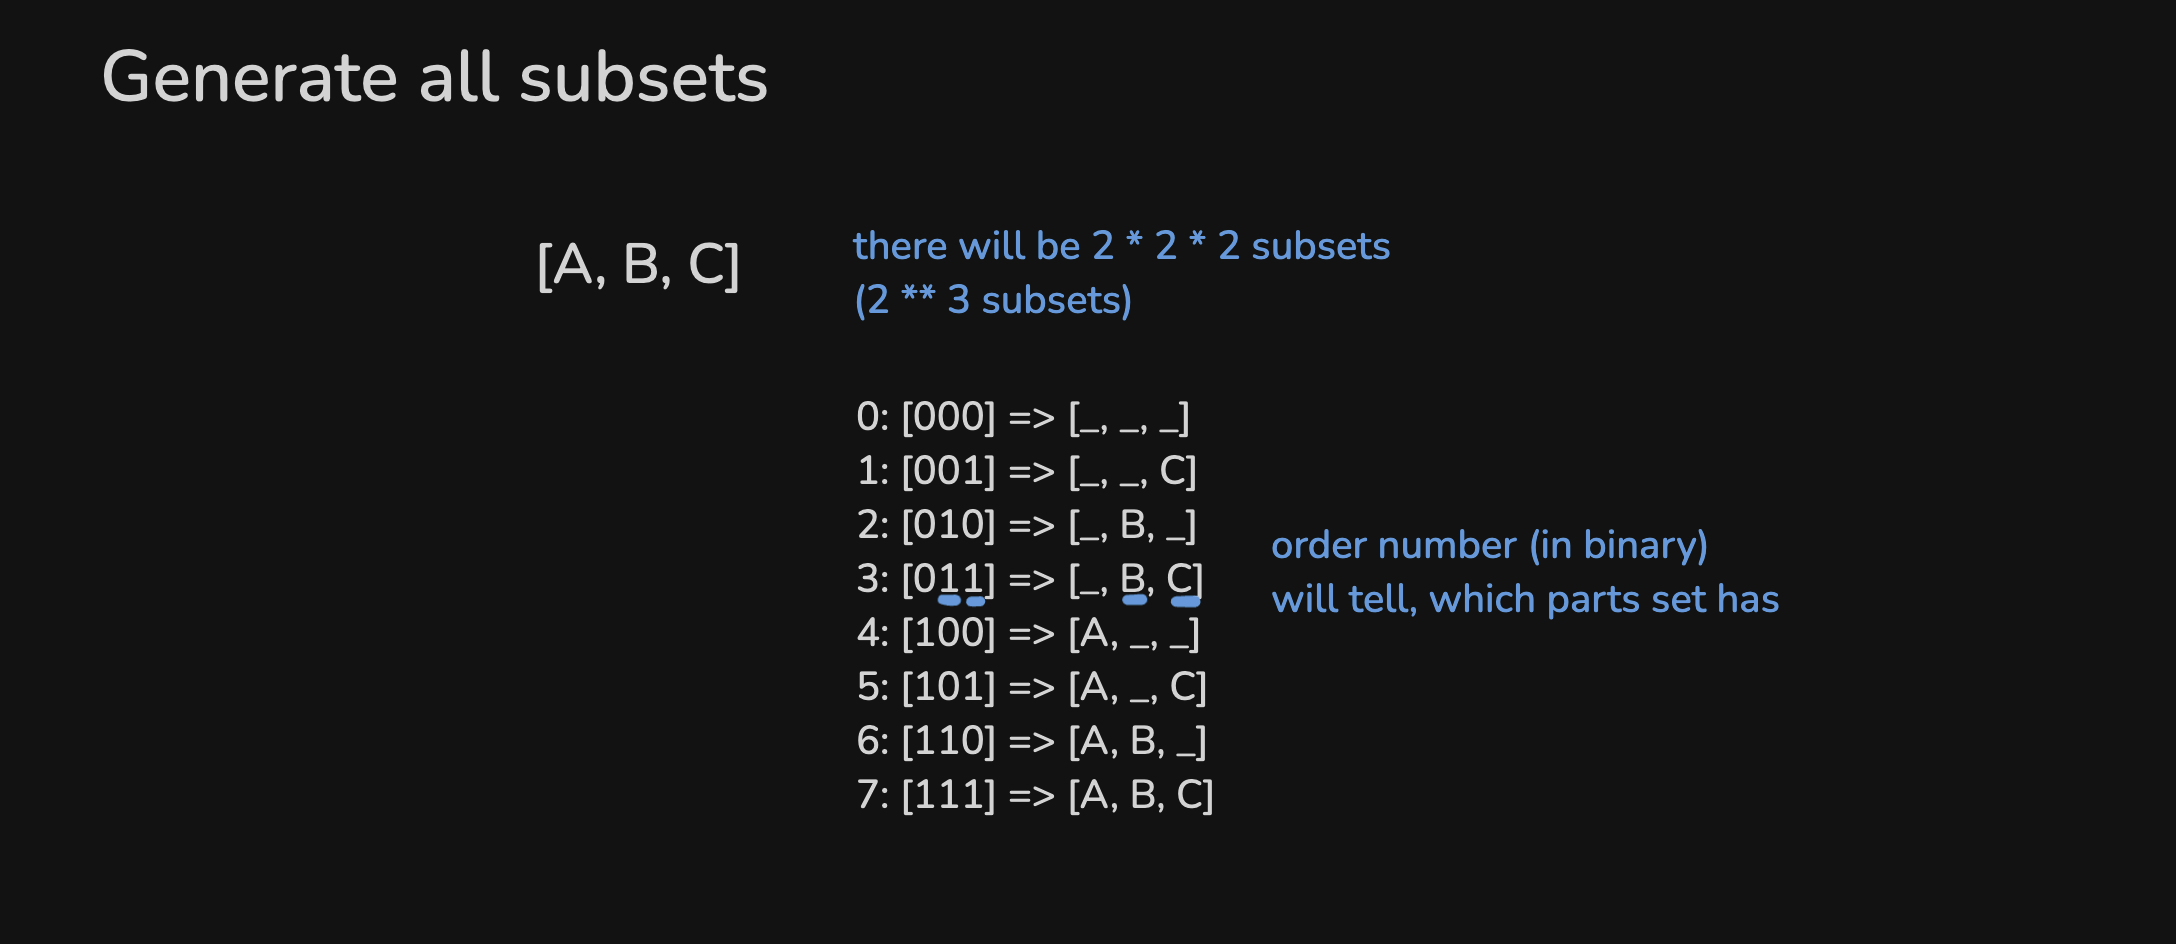 Generate all subsets
[A, B, C]
there will be 2 * 2 * 2 subsets
(2 ** 3 subsets)
0: [000] => [_, _, _]
1: [001] => [_, _, C]
2: [010] => [_, B, _]
3: [011] => [_, B, C]
4: [100] => [A, _, _]
5: [101] => [A, _, C]
6: [110] => [A, B, _]
7: [111] => [A, B, C]
order number (in binary)
will tell, which parts set has